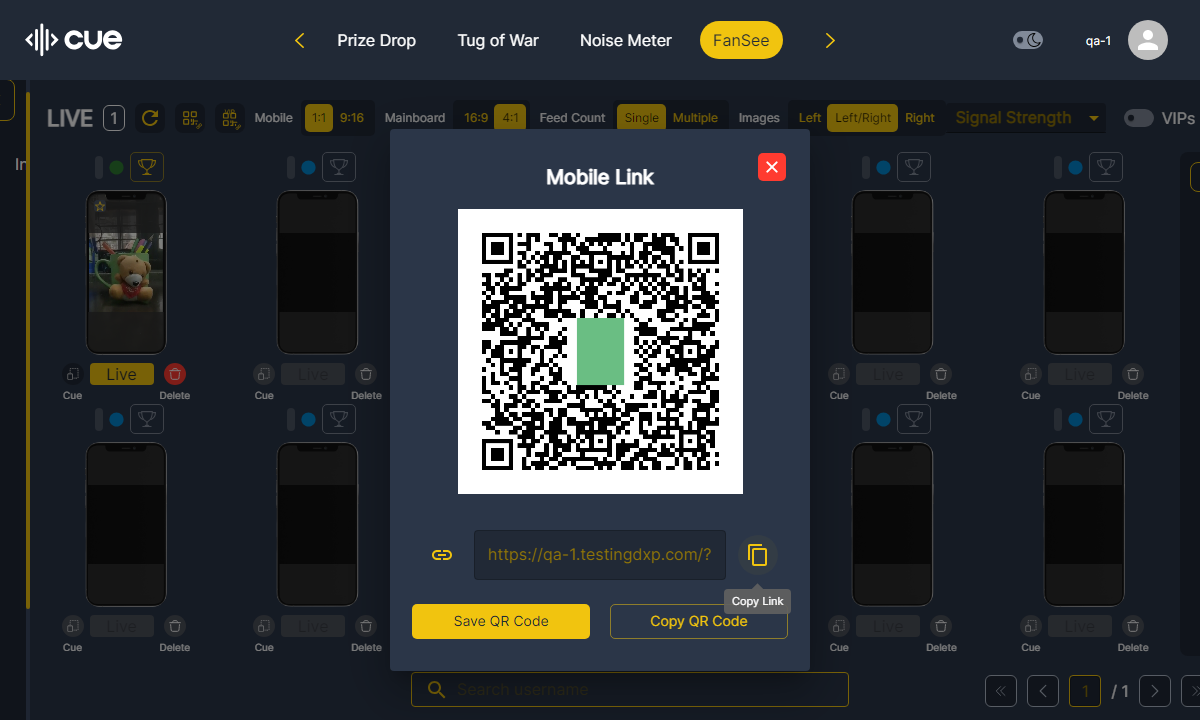 cue
Prize Drop
Tug of War
Noise Meter
FanSee
qa-1
LIVE 1
Mobile 1:1 9:16
Mainboard 16:9 4:1
Feed Count Single Multiple
Images Left Left/Right Right
Signal Strength
VIPs
In
Mobile Link
Live
Live
Live
Live
Cue Delete
Cue Delete
Cue Delete
Cue Delete
https://qa-1.testingdxp.com/?
Copy Link
Save QR Code
Copy QR Code
Live
Live
Live
Live
Cue Delete
Cue Delete
Cue Delete
Cue Delete
Search username
1 / 1